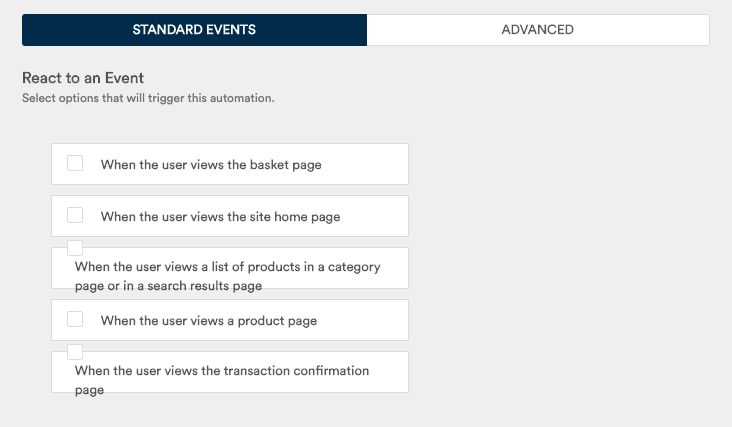 STANDARD EVENTS
ADVANCED
React to an Event
Select options that will trigger this automation.
When the user views the basket page
When the user views the site home page
When the user views a list of products in a category
page or in a search results page
When the user views a product page
When the user views the transaction confirmation
page